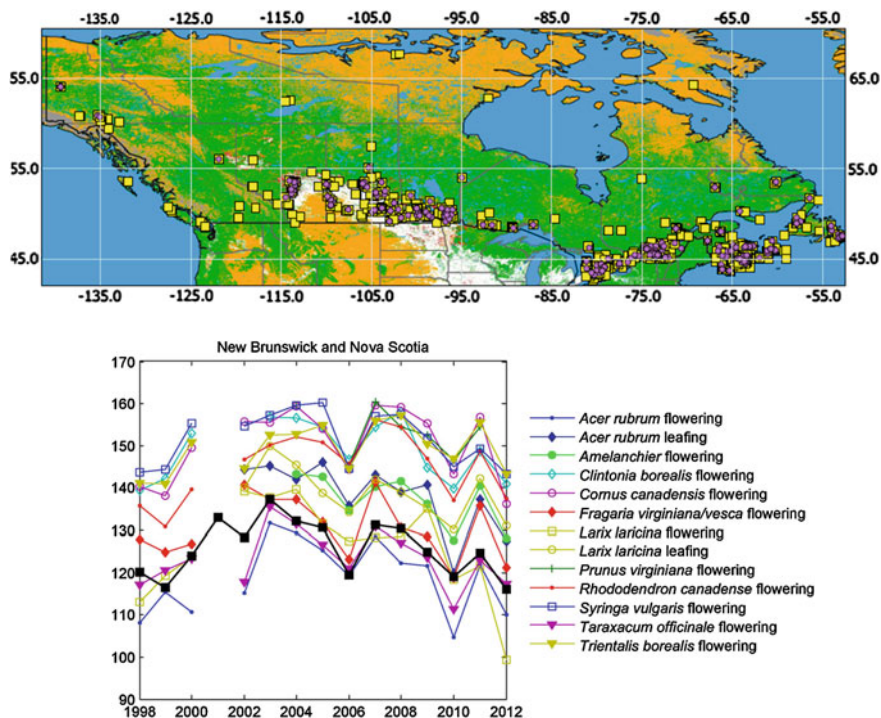 -135.0 -125.0 -115.0 -105.0 -95.0 -85.0 -75.0 -65.0 -55.0
55.0 65.0
55.0 55.0
45.0 45.0
-135.0 -125.0 -115.0 -105.0 -95.0 -85.0 -75.0 -65.0 -55.0
New Brunswick and Nova Scotia
170
160
150
140
130
120
110
100
90
1998 2000 2002 2004 2006 2008 2010 2012
Acer rubrum flowering
Acer rubrum leafing
Amelanchier flowering
Clintonia borealis flowering
Cornus canadensis flowering
Fragaria virginiana/vesca flowering
Larix laricina flowering
Larix laricina leafing
Prunus virginiana flowering
Rhododendron canadense flowering
Syringa vulgaris flowering
Taraxacum officinale flowering
Trientalis borealis flowering